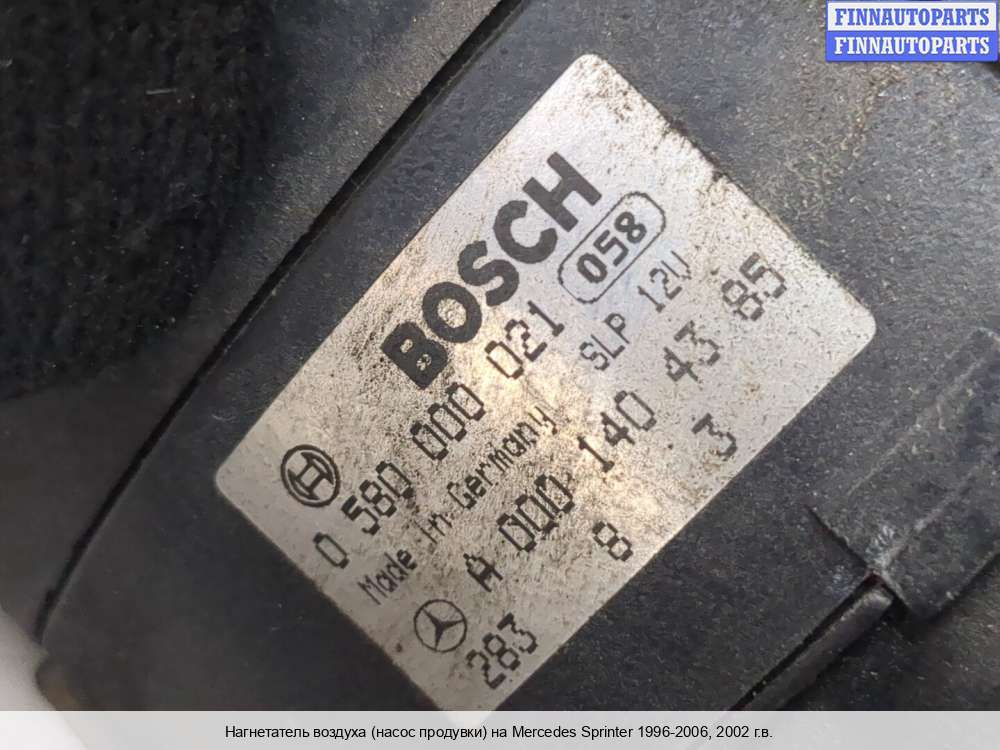 FINNAUTOPARTS
FINNAUTOPARTS
BOSCH
058
0 580 000 021
SLP 12V
Made in Germany
A 000 140 43 85
283 8 3
Нагнетатель воздуха (насос продувки) на Mercedes Sprinter 1996-2006, 2002 г.в.